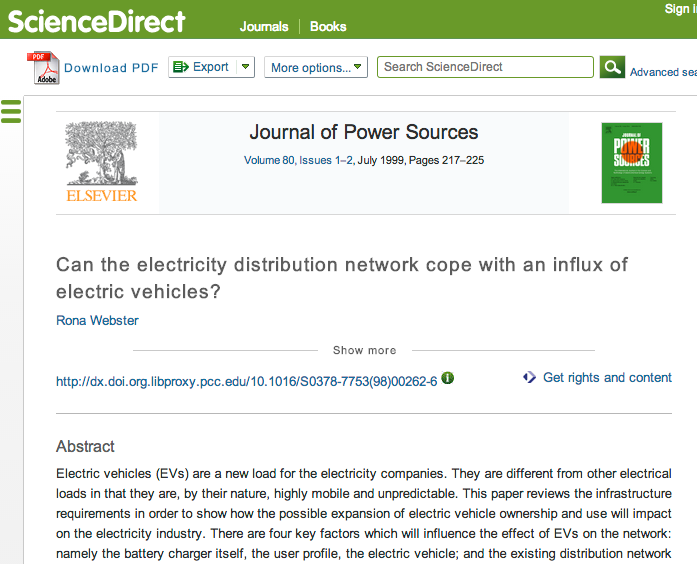 ScienceDirect
Journals
Books
Sign i
PDF
Adobe
Download PDF
Export
More options...
Search ScienceDirect
Advanced sea
ELSEVIER
Journal of Power Sources
Volume 80, Issues 1–2, July 1999, Pages 217–225
JOURNAL OF
POWER
SOURCES
Can the electricity distribution network cope with an influx of
electric vehicles?
Rona Webster
Show more
http://dx.doi.org.libproxy.pcc.edu/10.1016/S0378-7753(98)00262-6
Get rights and content
Abstract
Electric vehicles (EVs) are a new load for the electricity companies. They are different from other electrical
loads in that they are, by their nature, highly mobile and unpredictable. This paper reviews the infrastructure
requirements in order to show how the possible expansion of electric vehicle ownership and use will impact
on the electricity industry. There are four key factors which will influence the effect of EVs on the network:
namely the battery charger itself, the user profile, the electric vehicle; and the existing distribution network